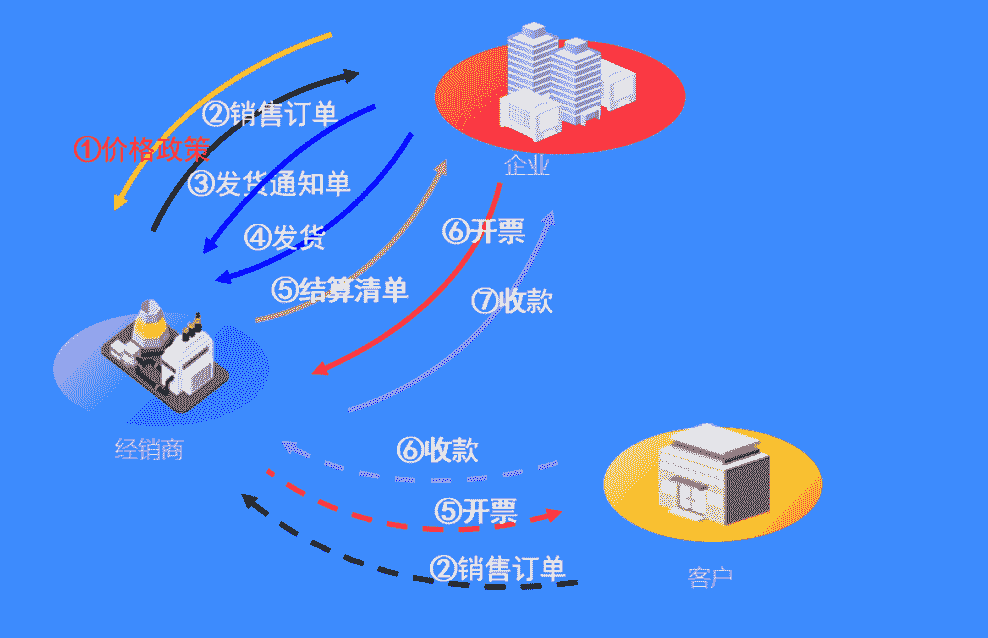 ②销售订单
①价格政策
企业
③发货通知单
⑥开票
④发货
⑤结算清单
⑦收款
经销商
⑥收款
⑤开票
②销售订单
客户